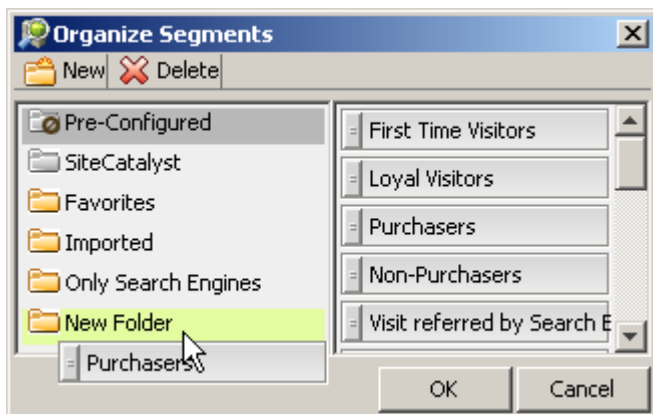 Organize Segments
New Delete
Pre-Configured
SiteCatalyst
Favorites
Imported
Only Search Engines
New Folder
Purchasers
First Time Visitors
Loyal Visitors
Purchasers
Non-Purchasers
Visit referred by Search E
OK Cancel